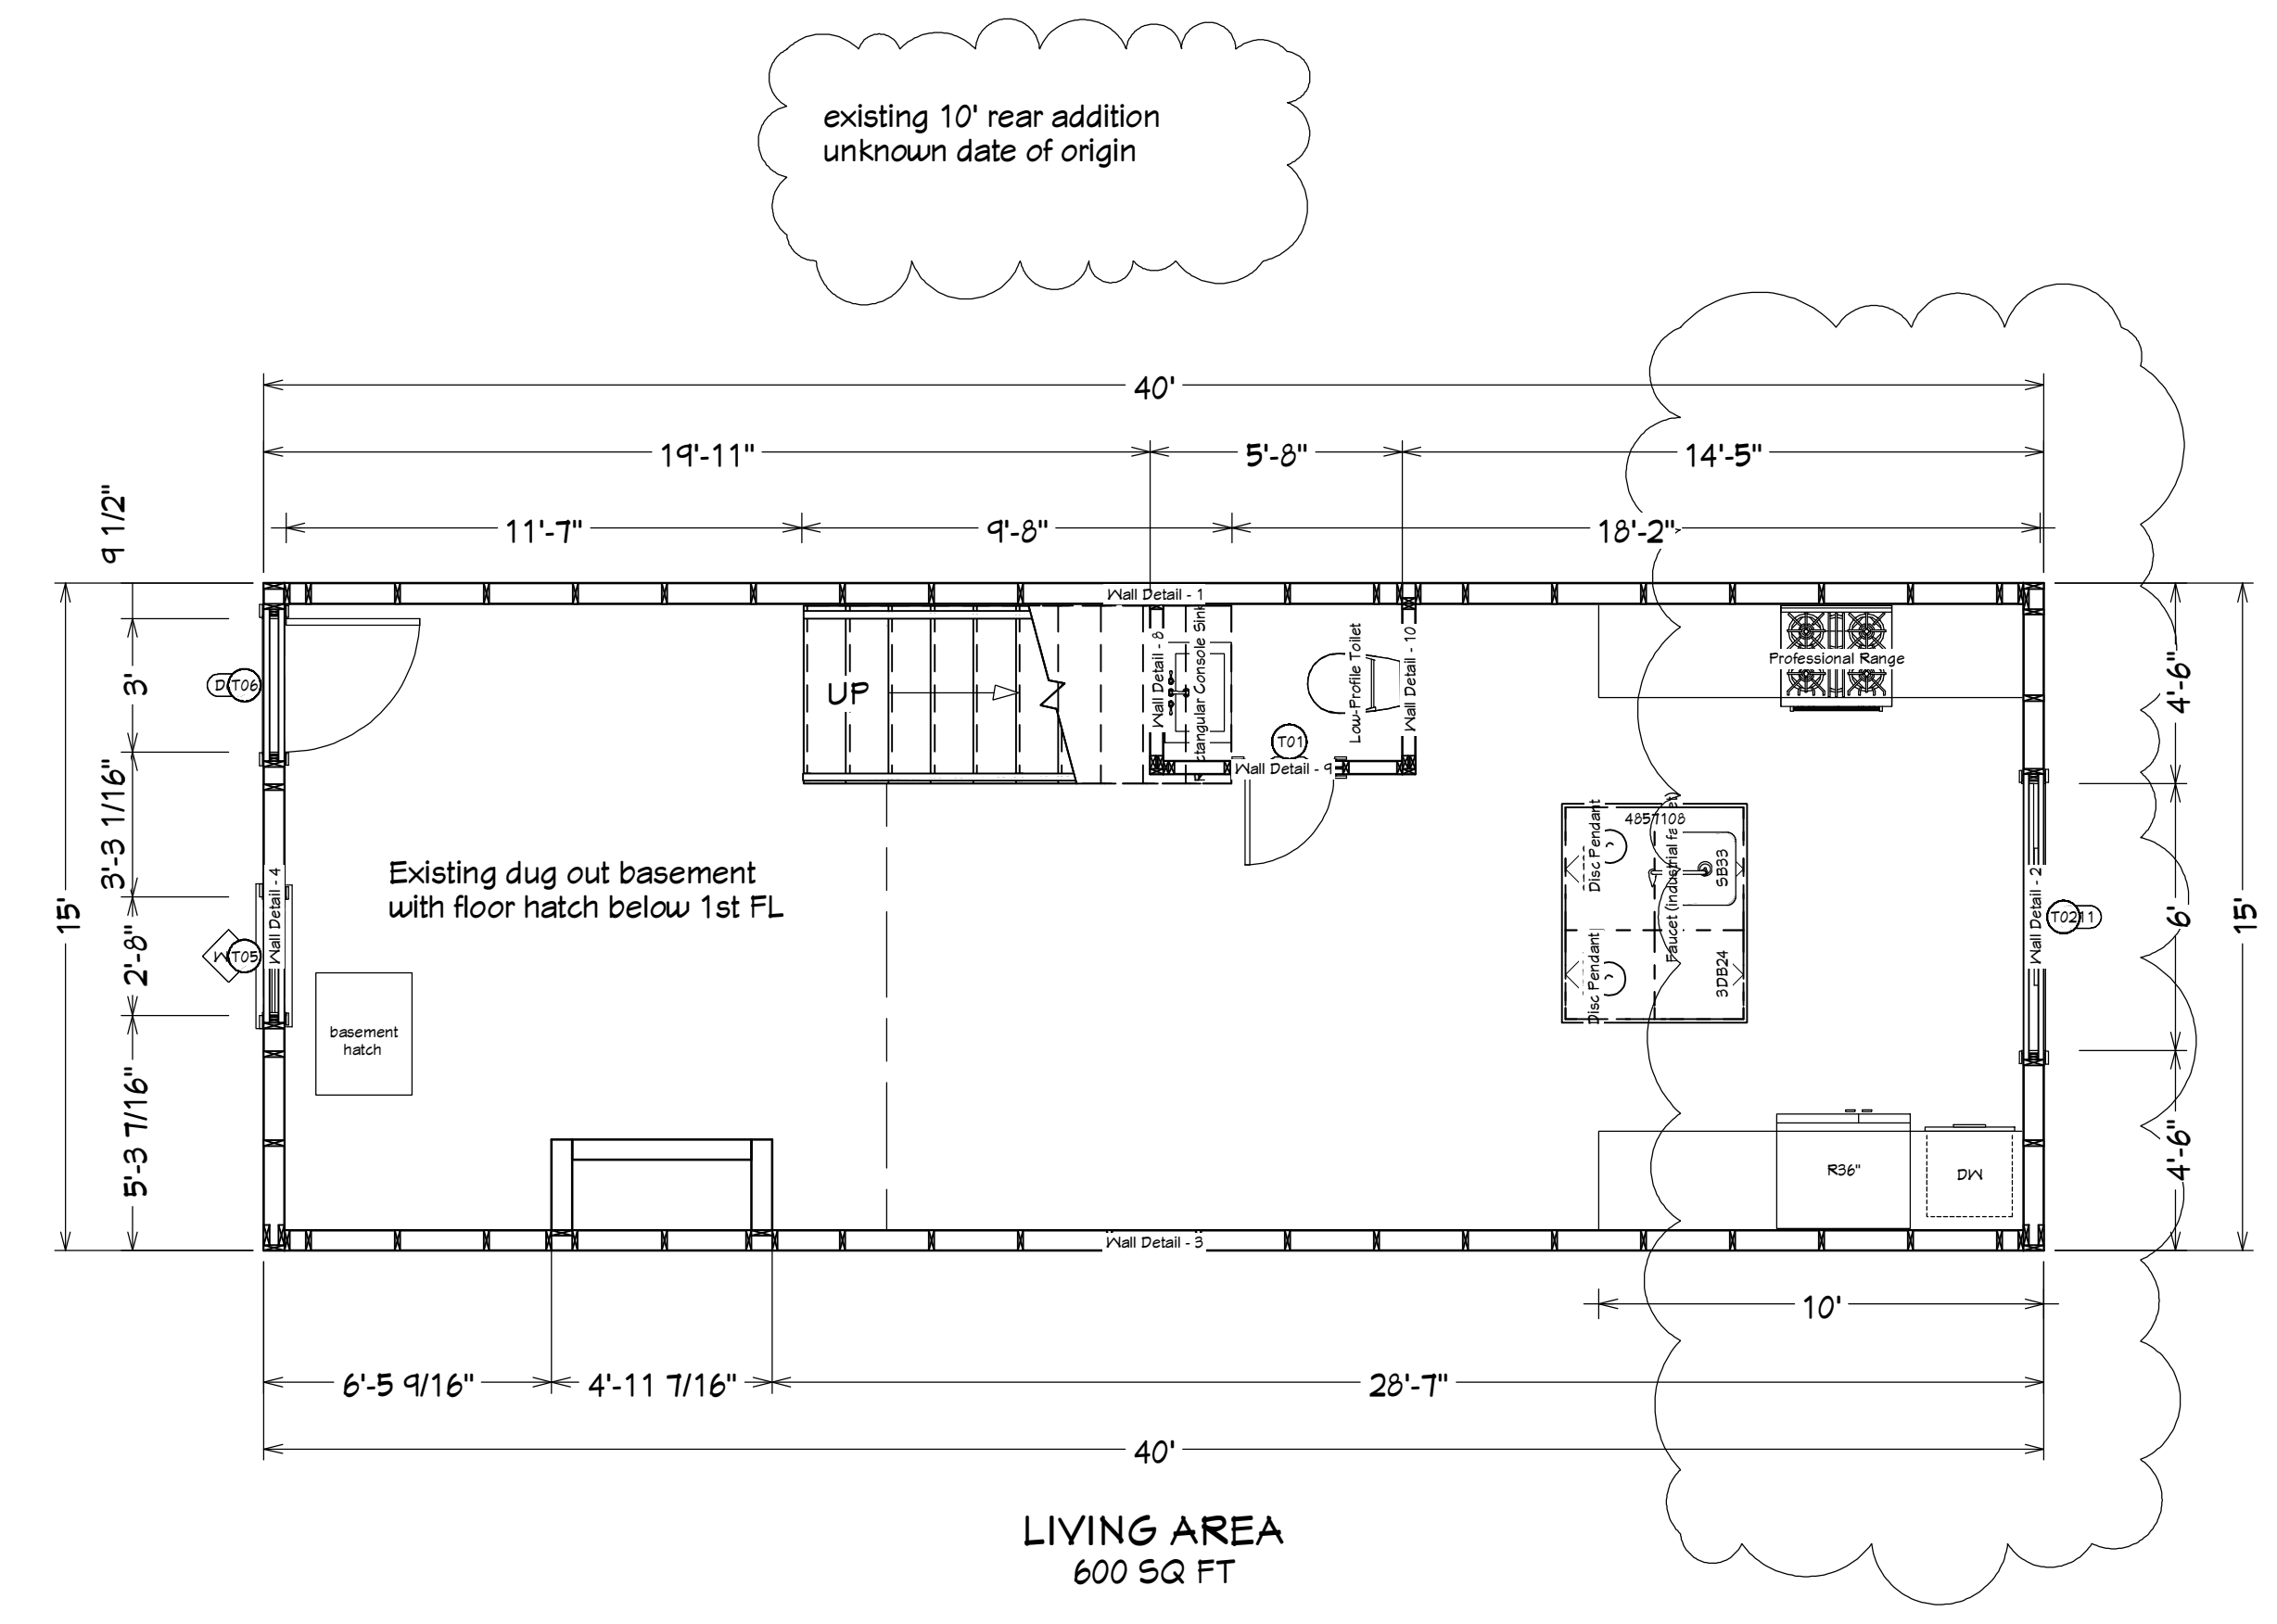 existing 10' rear addition
unknown date of origin
40'
19'-11"
5'-8"
14'-5"
11'-7"
9'-8"
18'-2"
9 1/2"
3'
3'-3 1/16"
2'-8"
5'-3 7/16"
15'
Wall Detail - 1
UP
Wall Detail - 8
Console Sink
Low-Profile Toilet
Wall Detail - 10
T01
Wall Detail - 9
Professional Range
T06
T05
Wall Detail - 4
Existing dug out basement
with floor hatch below 1st FL
basement
hatch
4857108
Disc Pendant
Disc Pendant
Faucet (industrial
SB33
3DB24
Wall Detail - 2
4'-6"
6'
4'-6"
15'
R36"
DW
Wall Detail - 3
10'
6'-5 9/16"
4'-11 7/16"
28'-7"
40'
LIVING AREA
600 SQ FT